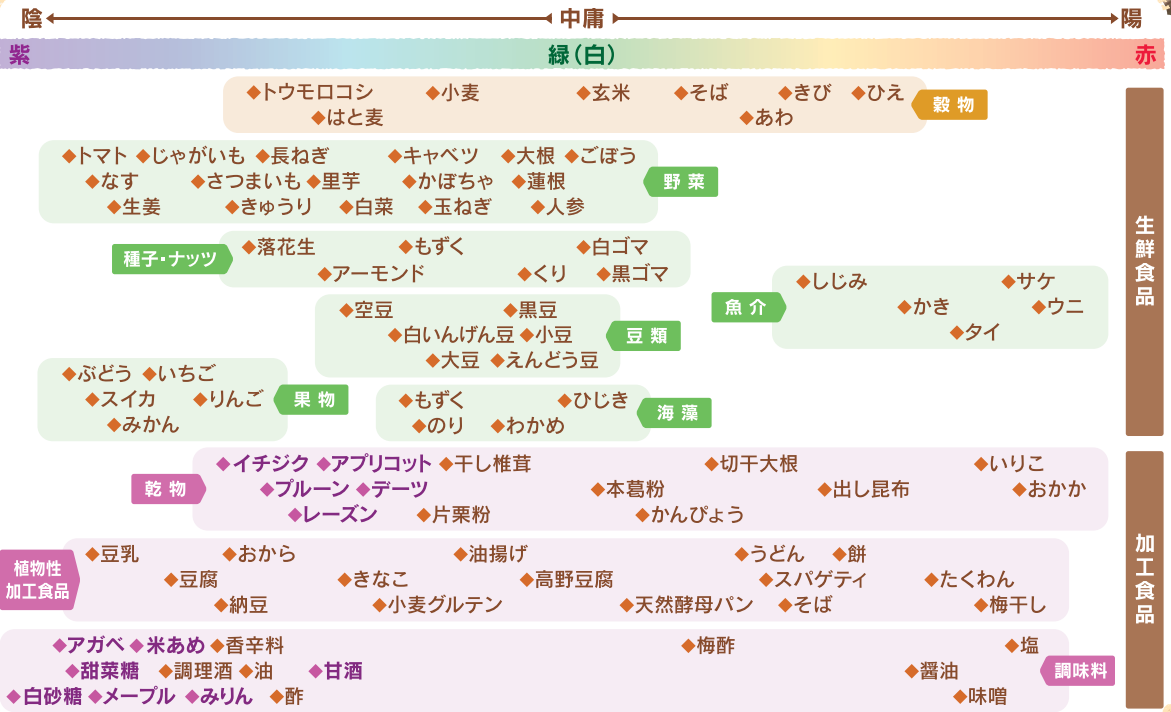 陰 中庸 陽
紫 緑(白) 赤
◆トウモロコシ ◆小麦 ◆玄米 ◆そば ◆きび ◆ひえ
◆はと麦 ◆あわ
穀物
◆トマト ◆じゃがいも ◆長ねぎ ◆キャベツ ◆大根 ◆ごぼう
◆なす ◆さつまいも ◆里芋 ◆かぼちゃ ◆蓮根
◆生姜 ◆きゅうり ◆白菜 ◆玉ねぎ ◆人参
野菜
種子・ナッツ
◆落花生 ◆もずく ◆白ゴマ
◆アーモンド ◆くり ◆黒ゴマ
魚介
◆しじみ ◆サケ
◆かき ◆ウニ
◆タイ
◆空豆 ◆黒豆
◆白いんげん豆 ◆小豆
◆大豆 ◆えんどう豆
豆類
◆ぶどう ◆いちご
◆スイカ ◆りんご
◆みかん
果物
◆もずく ◆ひじき
◆のり ◆わかめ
海藻
生鮮食品
乾物
◆イチジク ◆アプリコット ◆干し椎茸 ◆切干大根 ◆いりこ
◆プルーン ◆デーツ ◆本葛粉 ◆出し昆布 ◆おかか
◆レーズン ◆片栗粉 ◆かんぴょう
植物性
加工食品
◆豆乳 ◆おから ◆油揚げ ◆うどん ◆餅
◆豆腐 ◆きなこ ◆高野豆腐 ◆スパゲティ ◆たくわん
◆納豆 ◆小麦グルテン ◆天然酵母パン ◆そば ◆梅干し
◆アガベ ◆米あめ ◆香辛料 ◆梅酢 ◆塩
◆甜菜糖 ◆調理酒 ◆油 ◆甘酒 ◆醤油
◆白砂糖 ◆メープル ◆みりん ◆酢 ◆味噌
調味料
加工食品